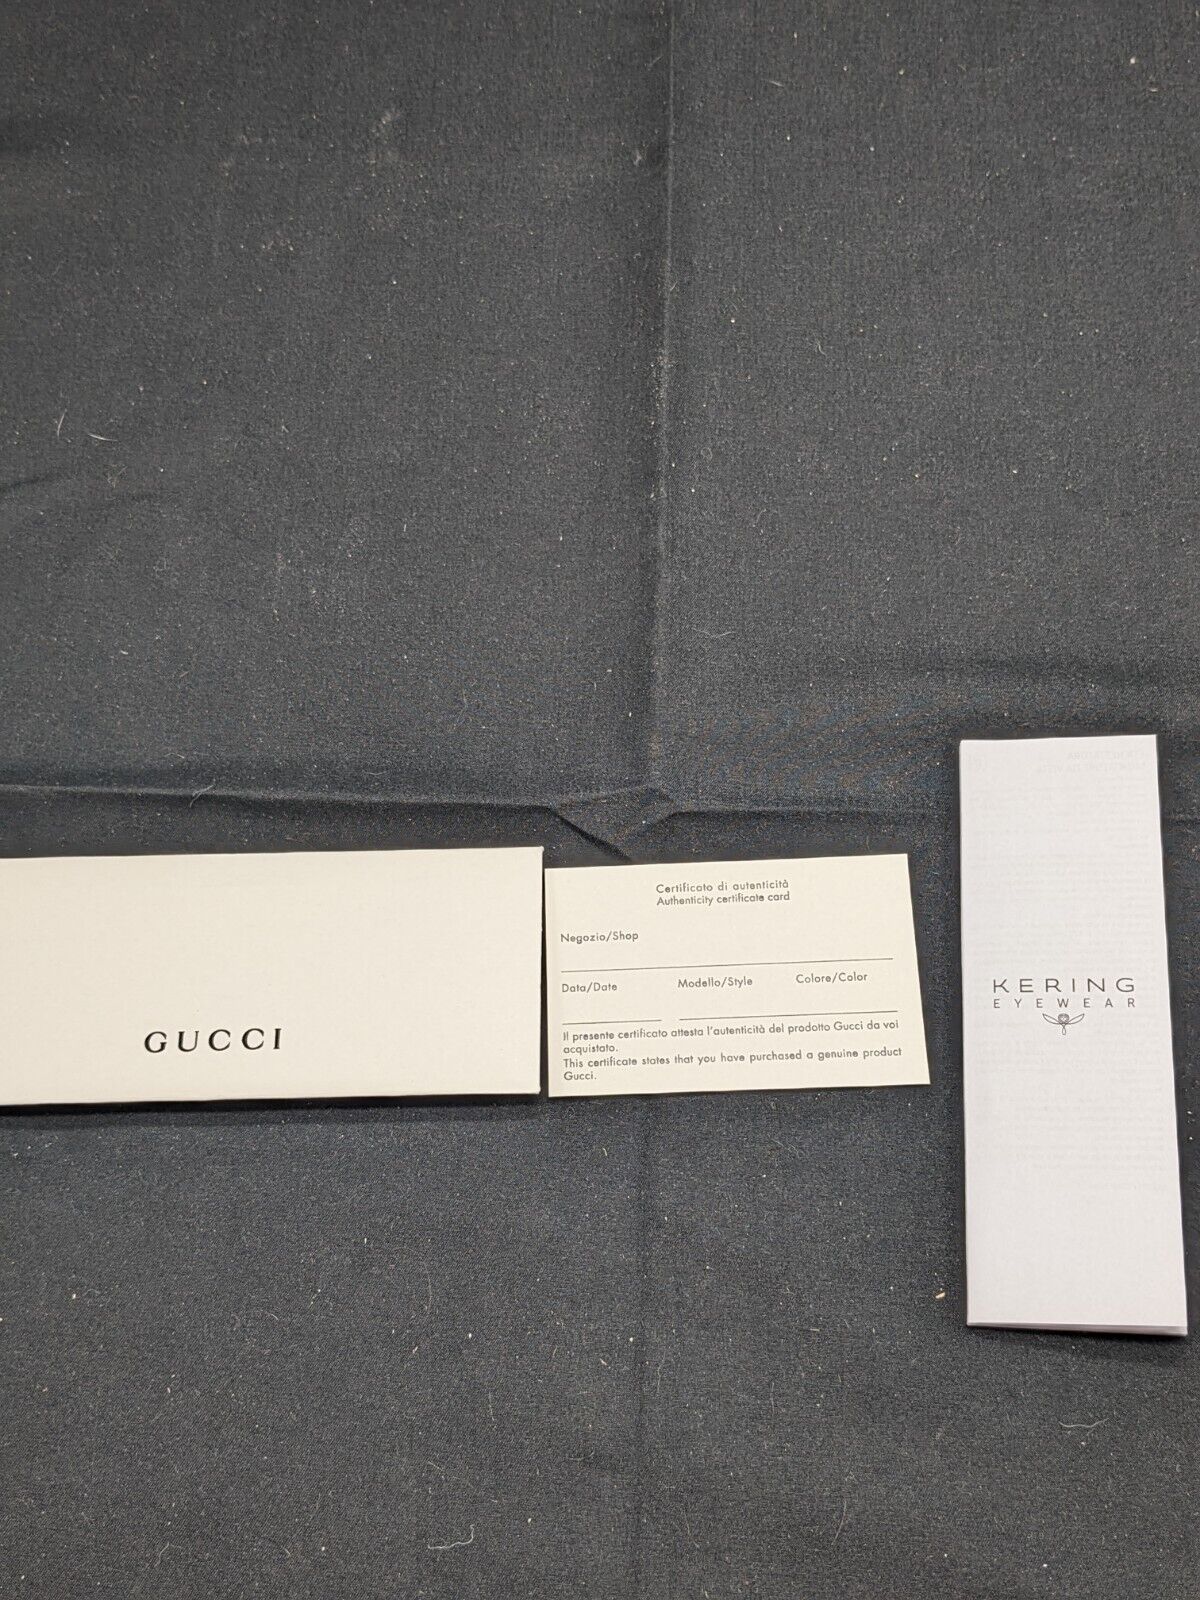 GUCCI
Certificato di autenticità
Authenticity certificate card
Negozio/Shop
Data/Date Modello/Style Colore/Color
Il presente certificato attesta l'autenticità del prodotto Gucci da voi
acquistato.
This certificate states that you have purchased a genuine product
Gucci.
KERING
EYEWEAR